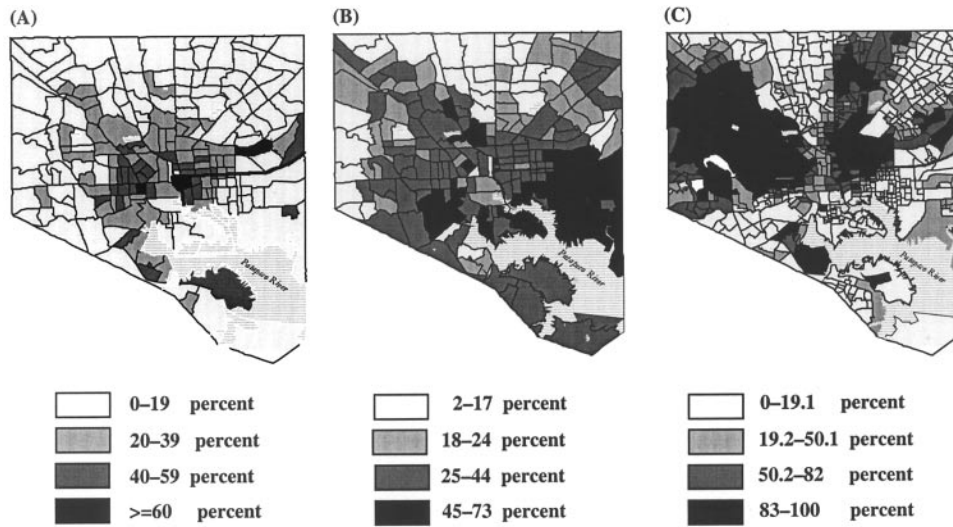 (A)
(B)
(C)
Patapsco River
Patapsco River
Patapsco River
0–19 percent
20–39 percent
40–59 percent
>=60 percent
2–17 percent
18–24 percent
25–44 percent
45–73 percent
0–19.1 percent
19.2–50.1 percent
50.2–82 percent
83–100 percent